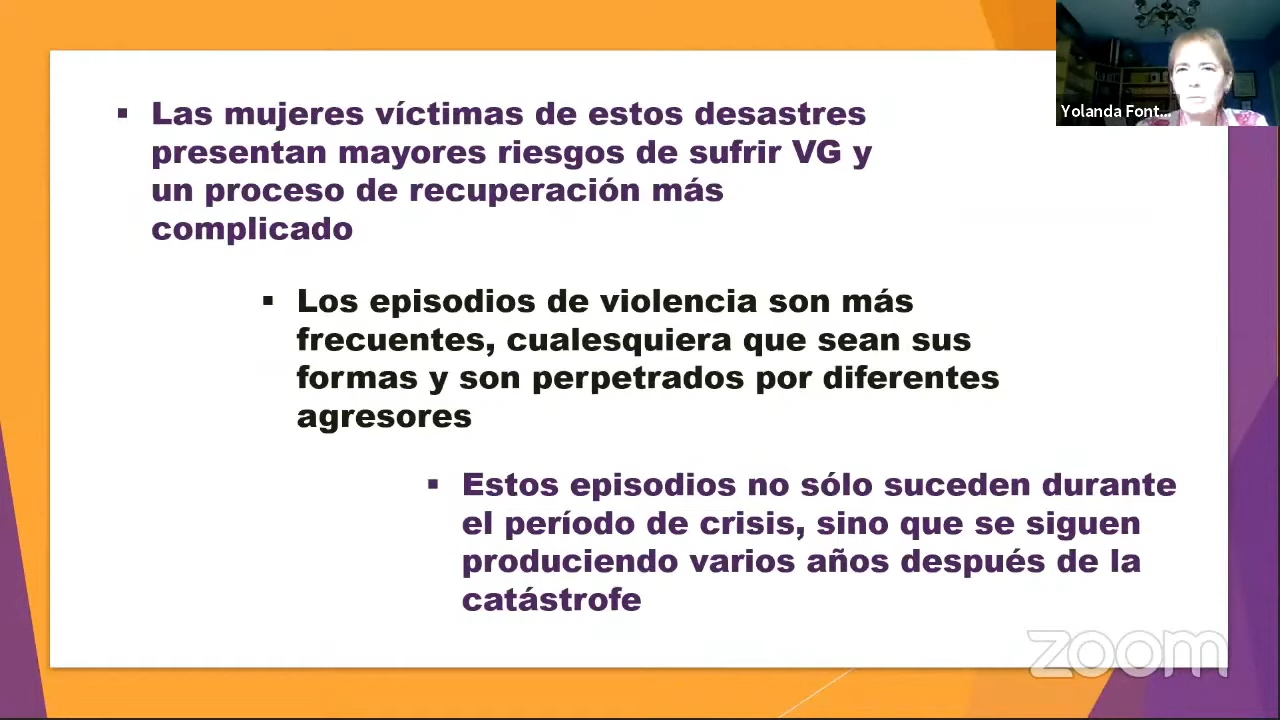 ▪ Las mujeres víctimas de estos desastres
presentan mayores riesgos de sufrir VG y
un proceso de recuperación más
complicado
▪ Los episodios de violencia son más
frecuentes, cualesquiera que sean sus
formas y son perpetrados por diferentes
agresores
▪ Estos episodios no sólo suceden durante
el período de crisis, sino que se siguen
produciendo varios años después de la
catástrofe
Yolanda Font...
zoom